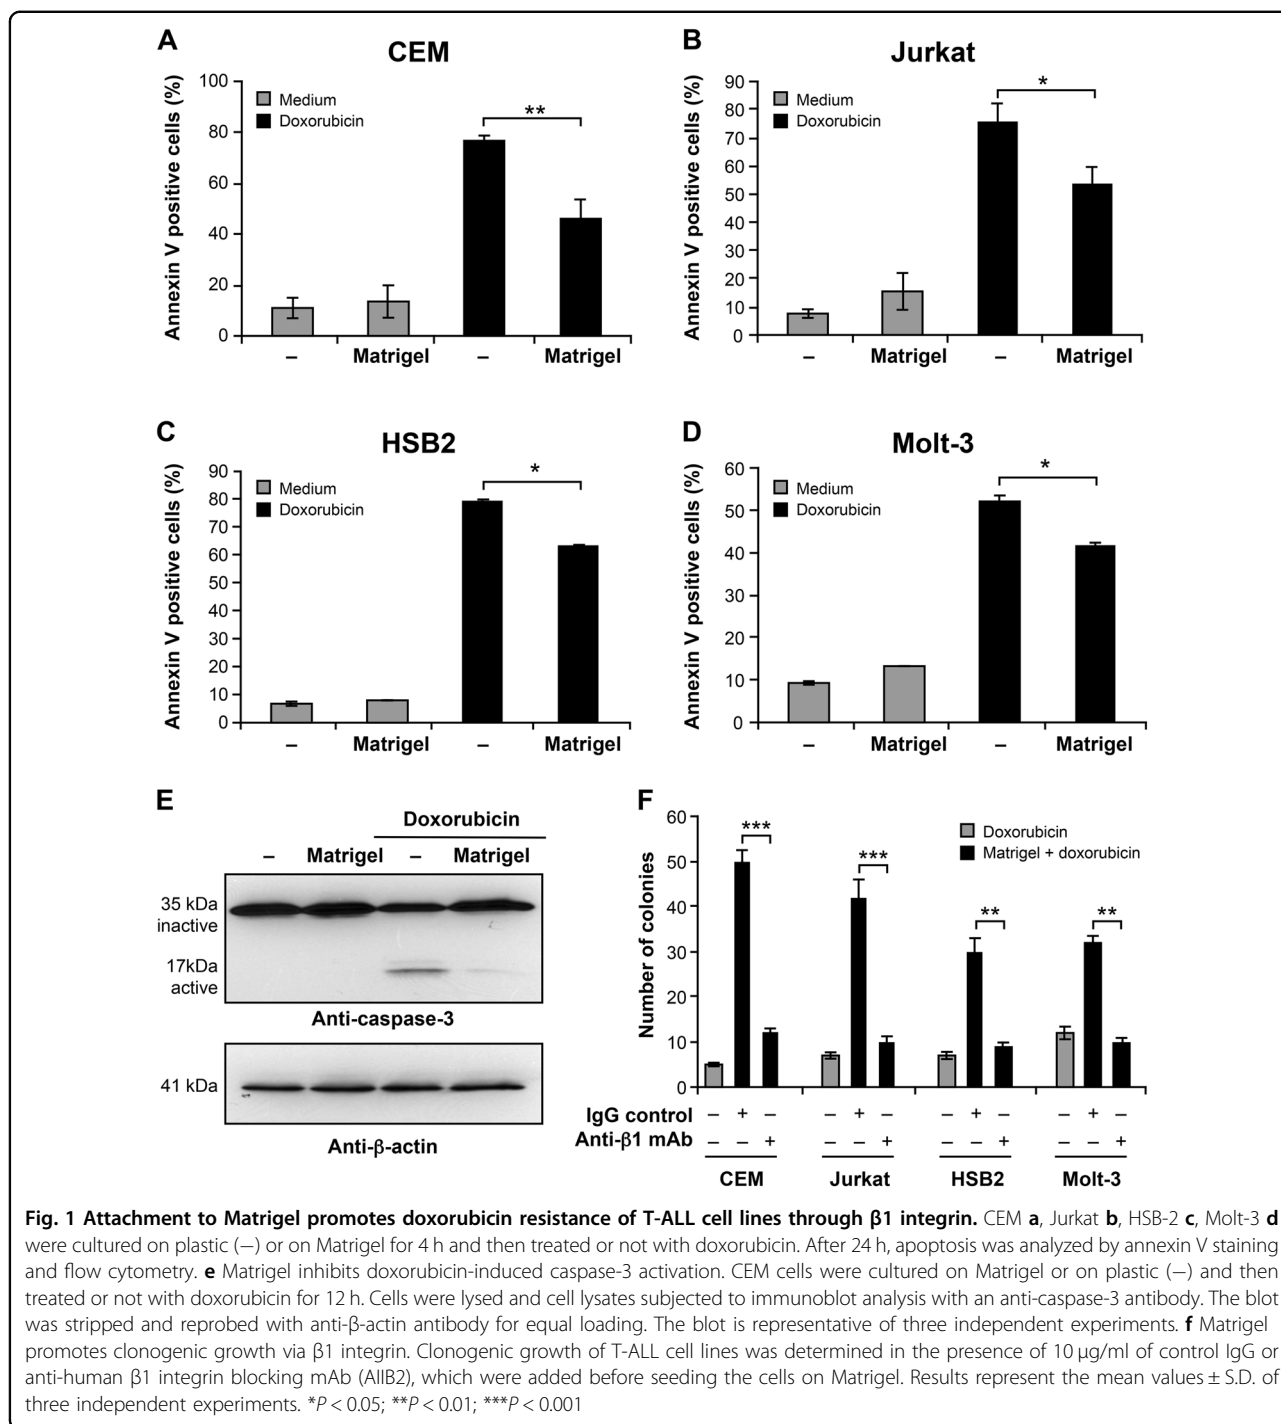 A
CEM
Annexin V positive cells (%)
100
80
60
40
20
0
Medium
Doxorubicin
**
– Matrigel – Matrigel
B
Jurkat
Annexin V positive cells (%)
90
80
70
60
50
40
30
20
10
0
Medium
Doxorubicin
*
– Matrigel – Matrigel
C
HSB2
Annexin V positive cells (%)
90
80
70
60
50
40
30
20
10
0
Medium
Doxorubicin
*
– Matrigel – Matrigel
D
Molt-3
Annexin V positive cells (%)
60
50
40
30
20
10
0
Medium
Doxorubicin
*
– Matrigel – Matrigel
E
Doxorubicin
– Matrigel – Matrigel
35 kDa
inactive
17kDa
active
Anti-caspase-3
41 kDa
Anti-β-actin
F
Number of colonies
60
50
40
30
20
10
0
Doxorubicin
Matrigel + doxorubicin
*** *** ** **
IgG control – + – – + – – + – – + –
Anti-β1 mAb – – + – – + – – + – – +
CEM Jurkat HSB2 Molt-3
Fig. 1 Attachment to Matrigel promotes doxorubicin resistance of T-ALL cell lines through β1 integrin. CEM a, Jurkat b, HSB-2 c, Molt-3 d
were cultured on plastic (−) or on Matrigel for 4 h and then treated or not with doxorubicin. After 24 h, apoptosis was analyzed by annexin V staining
and flow cytometry. e Matrigel inhibits doxorubicin-induced caspase-3 activation. CEM cells were cultured on Matrigel or on plastic (−) and then
treated or not with doxorubicin for 12 h. Cells were lysed and cell lysates subjected to immunoblot analysis with an anti-caspase-3 antibody. The blot
was stripped and reprobed with anti-β-actin antibody for equal loading. The blot is representative of three independent experiments. f Matrigel
promotes clonogenic growth via β1 integrin. Clonogenic growth of T-ALL cell lines was determined in the presence of 10 µg/ml of control IgG or
anti-human β1 integrin blocking mAb (AIIB2), which were added before seeding the cells on Matrigel. Results represent the mean values ± S.D. of
three independent experiments. *P < 0.05; **P < 0.01; ***P < 0.001